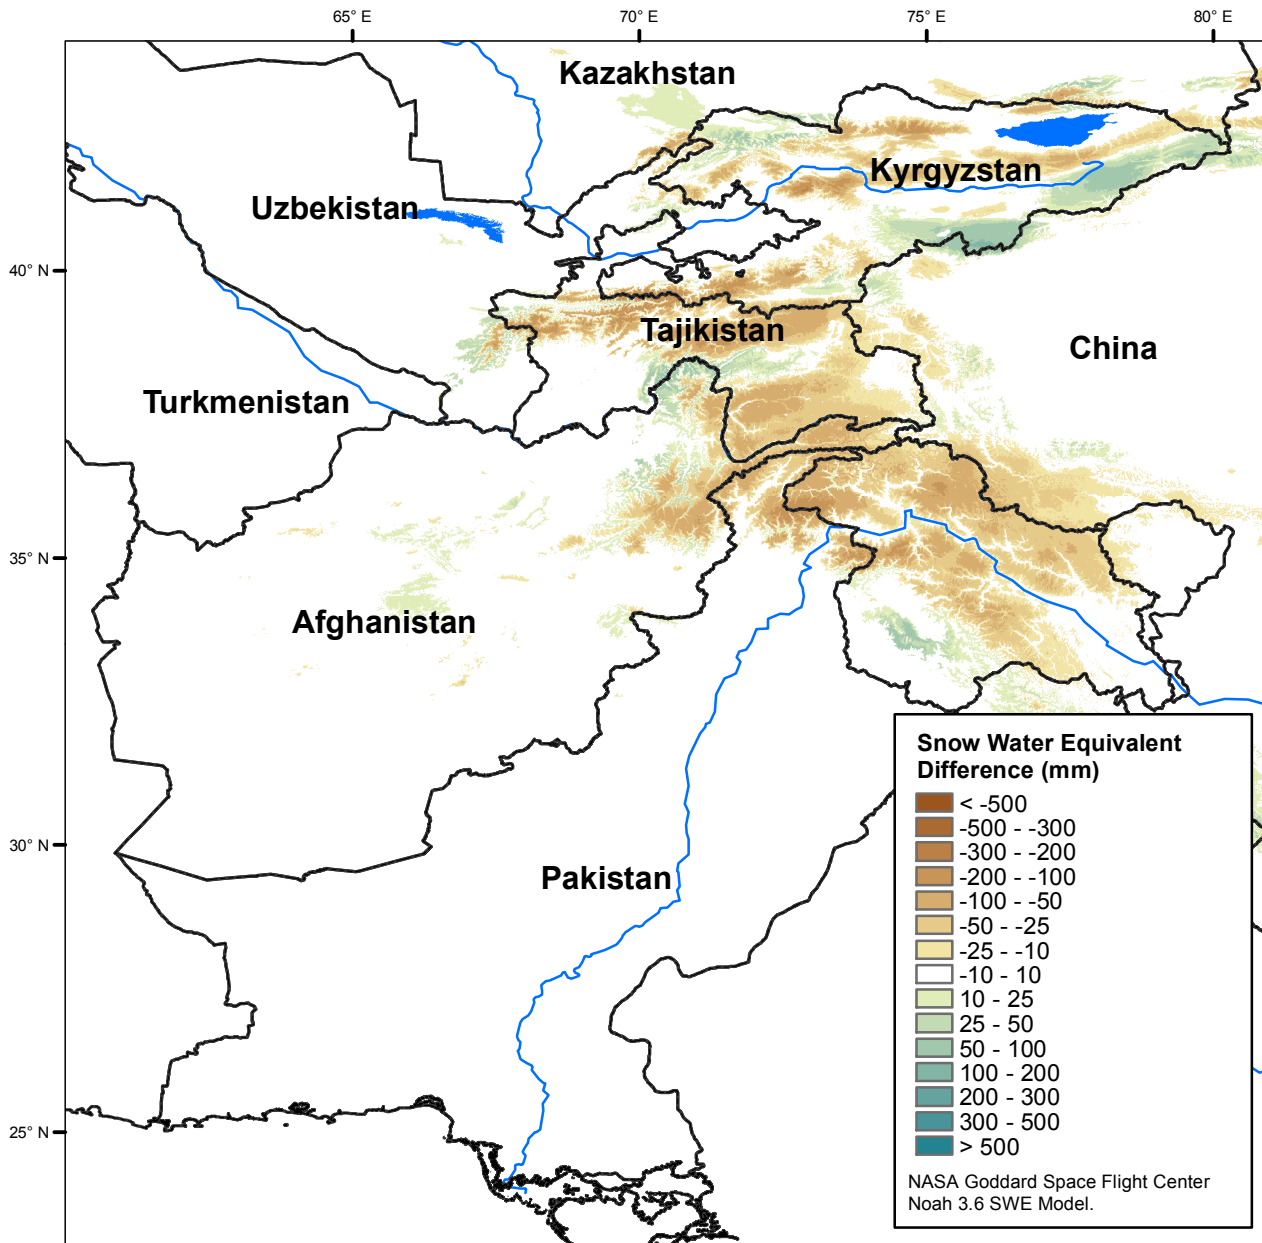 65° E
70° E
75° E
80° E
Kazakhstan
Kyrgyzstan
Uzbekistan
40° N
Tajikistan
China
Turkmenistan
35° N
Afghanistan
Snow Water Equivalent
Difference (mm)
< -500
-500 - -300
-300 - -200
-200 - -100
-100 - -50
-50 - -25
-25 - -10
-10 - 10
10 - 25
25 - 50
50 - 100
100 - 200
200 - 300
300 - 500
> 500
NASA Goddard Space Flight Center
Noah 3.6 SWE Model.
30° N
Pakistan
25° N